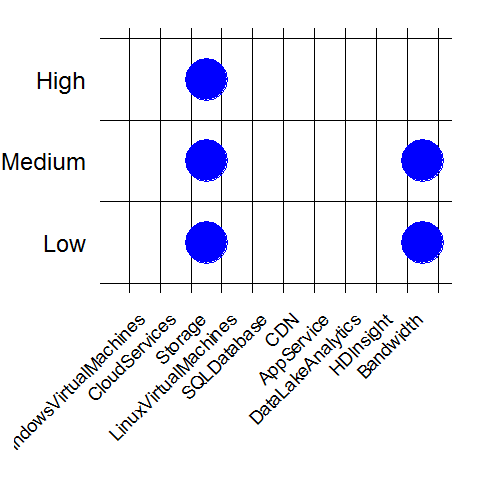 High
Medium
Low
ndowsVirtualMachines
CloudServices
Storage
LinuxVirtualMachines
SQLDatabase
CDN
AppService
DataLakeAnalytics
HDInsight
Bandwidth